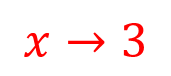 x → 3